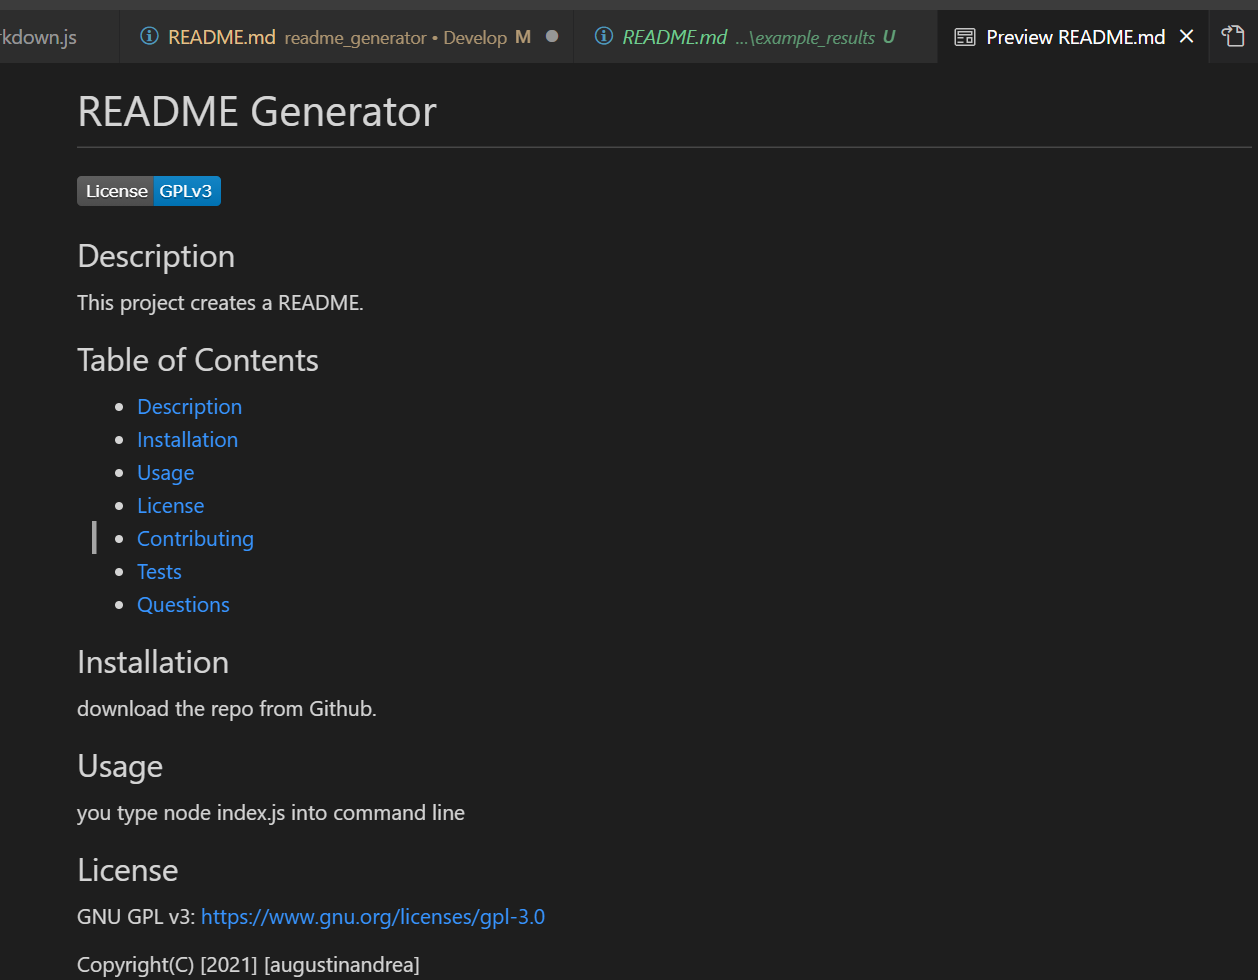 rkdown.js README.md readme_generator • Develop M README.md ...\example_results U Preview README.md
README Generator
License GPLv3
Description
This project creates a README.
Table of Contents
Description
Installation
Usage
License
Contributing
Tests
Questions
Installation
download the repo from Github.
Usage
you type node index.js into command line
License
GNU GPL v3: https://www.gnu.org/licenses/gpl-3.0
Copyright(C) [2021] [augustinandrea]